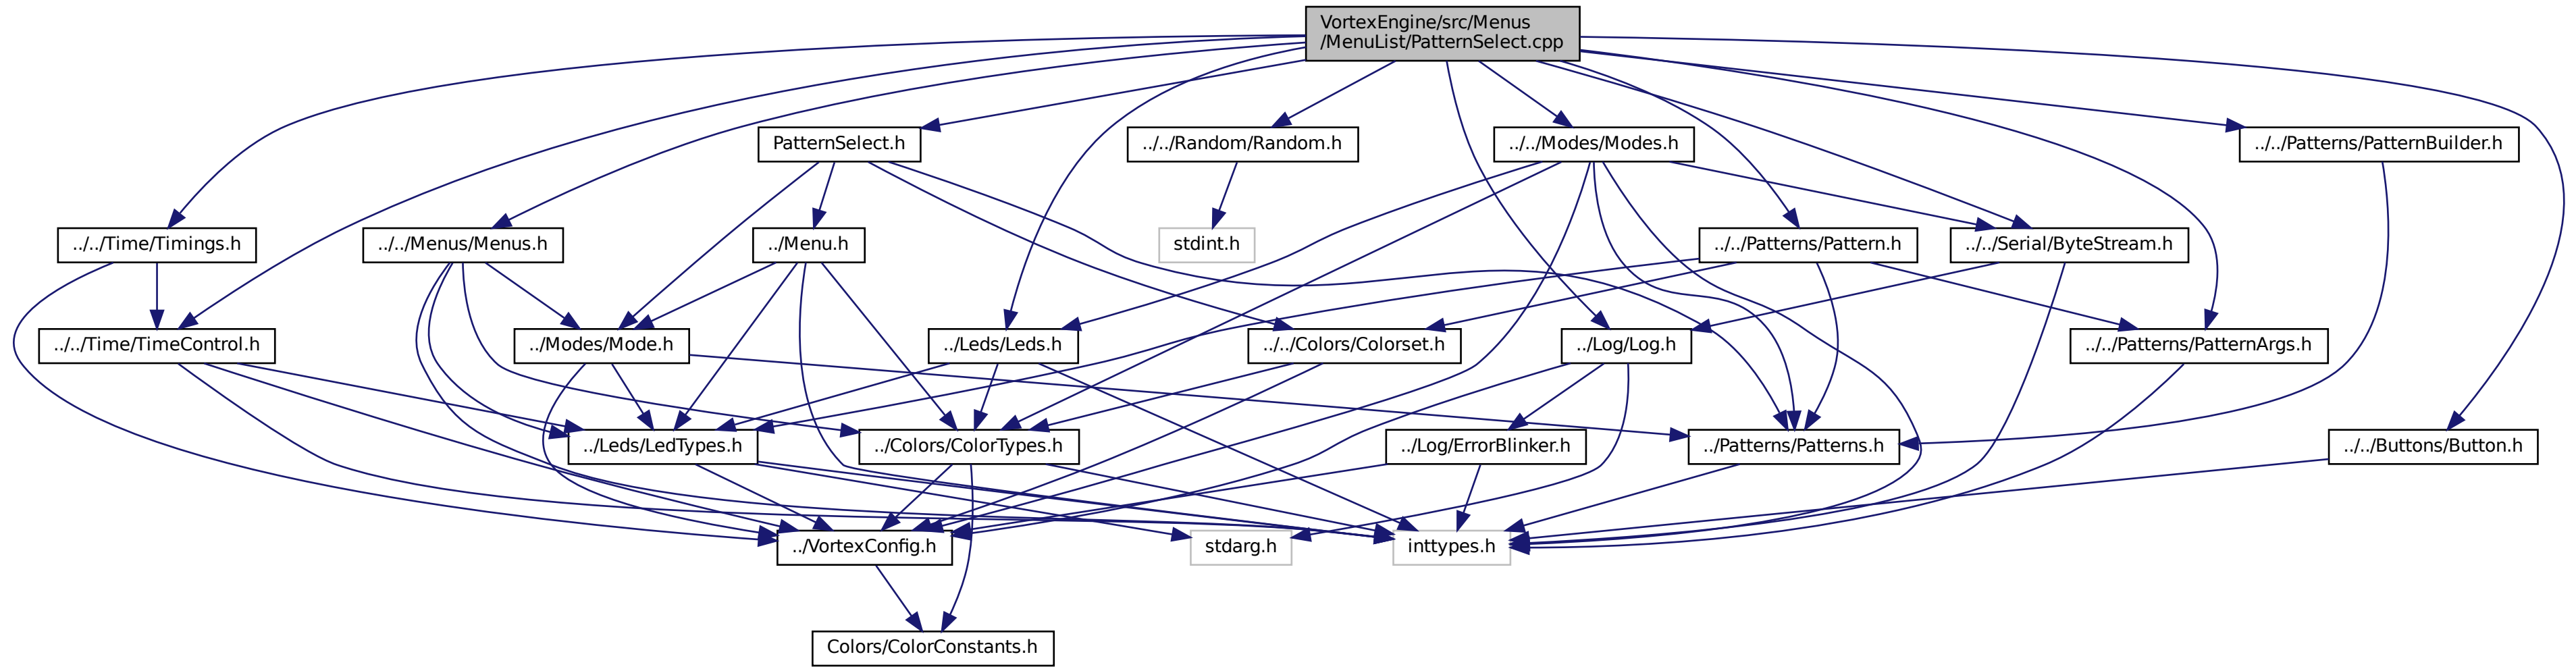 VortexEngine/src/Menus
/MenuList/PatternSelect.cpp
PatternSelect.h
../../Random/Random.h
../../Modes/Modes.h
../../Patterns/PatternBuilder.h
../../Time/Timings.h
../../Menus/Menus.h
../Menu.h
stdint.h
../../Patterns/Pattern.h
../../Serial/ByteStream.h
../../Time/TimeControl.h
../Modes/Mode.h
../Leds/Leds.h
../../Colors/Colorset.h
../Log/Log.h
../../Patterns/PatternArgs.h
../Leds/LedTypes.h
../Colors/ColorTypes.h
../Log/ErrorBlinker.h
../Patterns/Patterns.h
../../Buttons/Button.h
../VortexConfig.h
stdarg.h
inttypes.h
Colors/ColorConstants.h